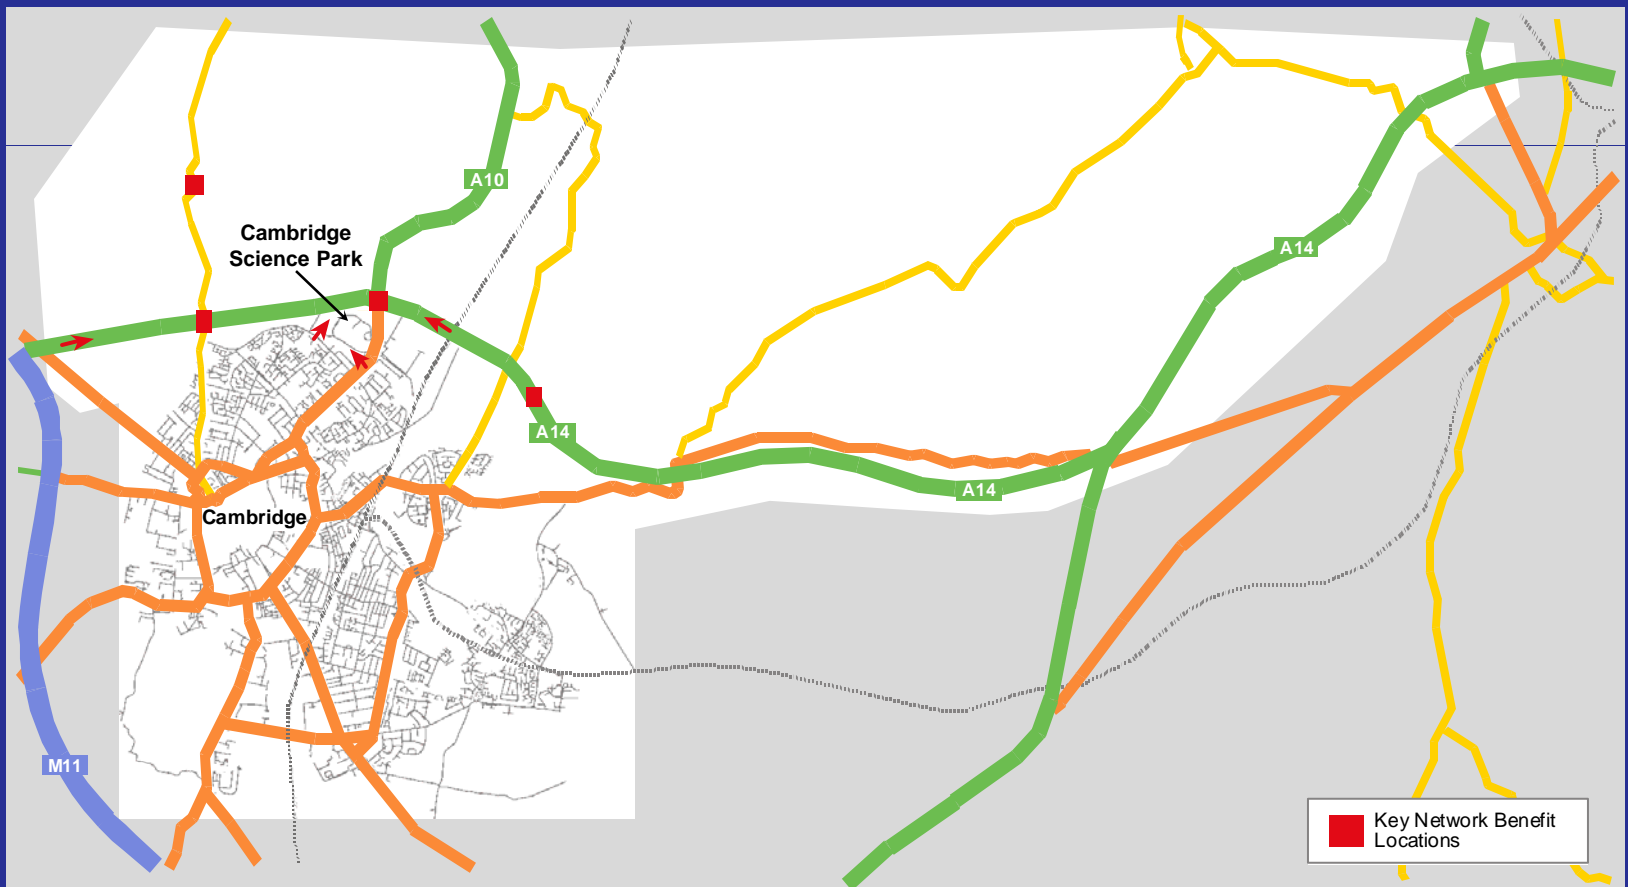 A10
Cambridge
Science Park
A14
A14
A14
Cambridge
M11
Key Network Benefit
Locations